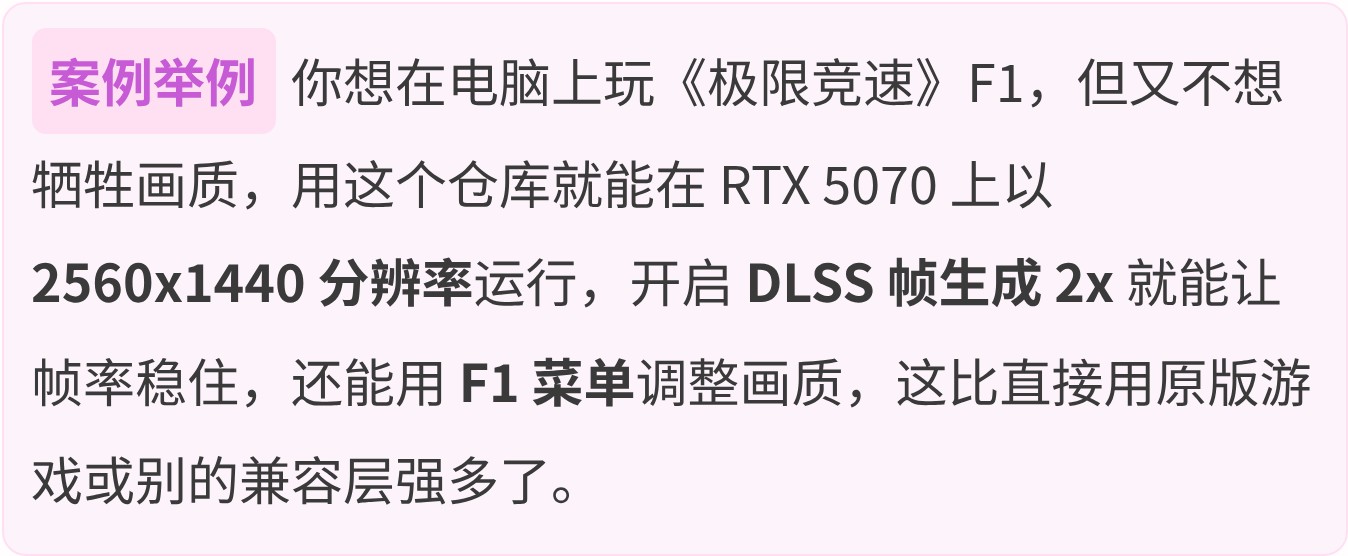 案例举例 你想在电脑上玩《极限竞速》F1，但又不想
牺牲画质，用这个仓库就能在 RTX 5070 上以
2560x1440 分辨率运行，开启 DLSS 帧生成 2x 就能让
帧率稳住，还能用 F1 菜单调整画质，这比直接用原版游
戏或别的兼容层强多了。